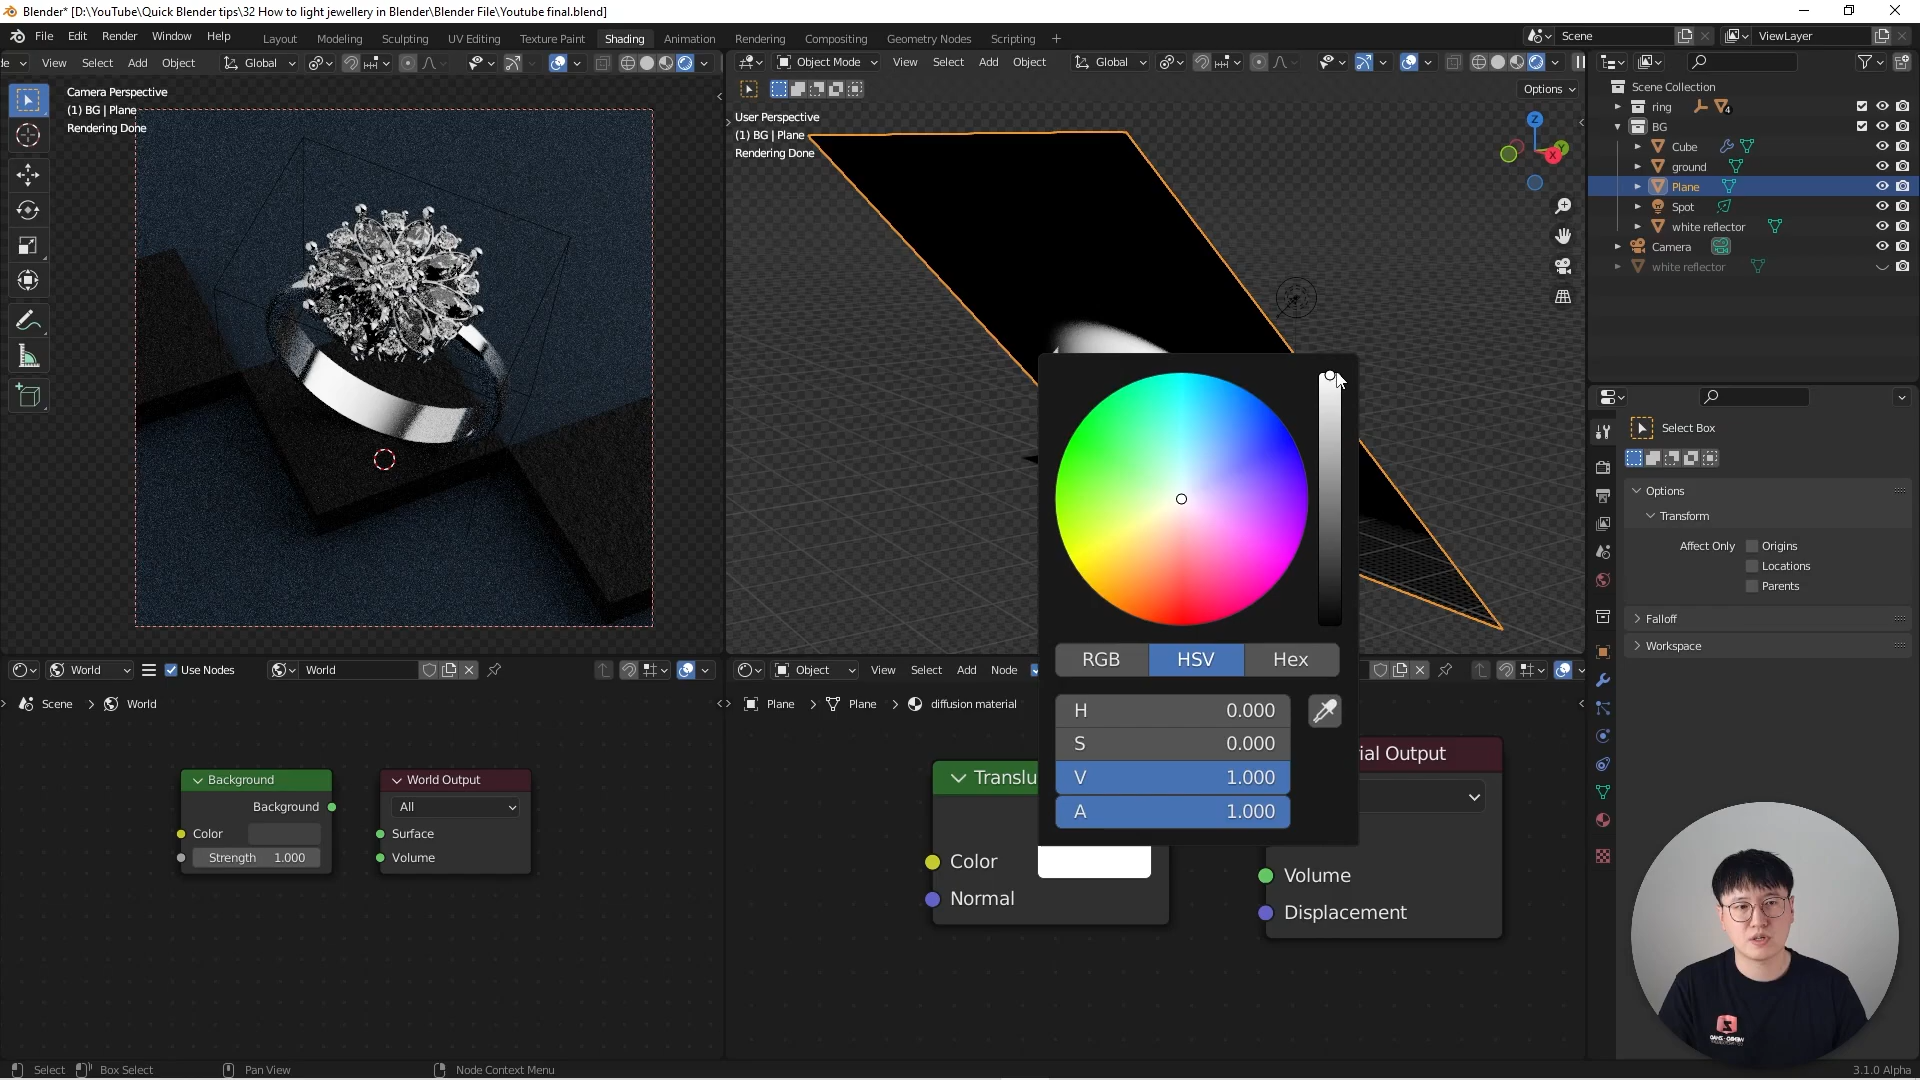 Blender* [D:\YouTube\Quick Blender tips\32 How to light jewellery in Blender\Blender File\Youtube final.blend]
File Edit Render Window Help
Layout Modeling Sculpting UV Editing Texture Paint Shading Animation Rendering Compositing Geometry Nodes Scripting +
Scene
ViewLayer
de View Select Add Object Global
Object Mode View Select Add Object Global
Options
Camera Perspective
(1) BG | Plane
Rendering Done
User Perspective
(1) BG | Plane
Rendering Done
Z
Y
X
Scene Collection
ring 4
BG
Cube
ground
Plane
Spot
white reflector
Camera
white reflector
Select Box
Options
Transform
Affect Only Origins
Locations
Parents
Falloff
Workspace
RGB HSV Hex
H 0.000
S 0.000
V 1.000
A 1.000
World Use Nodes World
Scene > World
Background
Background
Color
Strength 1.000
World Output
All
Surface
Volume
Object View Select Add Node
Plane > Plane > diffusion material
Translu
Color
Normal
ial Output
Volume
Displacement
Select Box Select Pan View Node Context Menu
3.1.0 Alpha